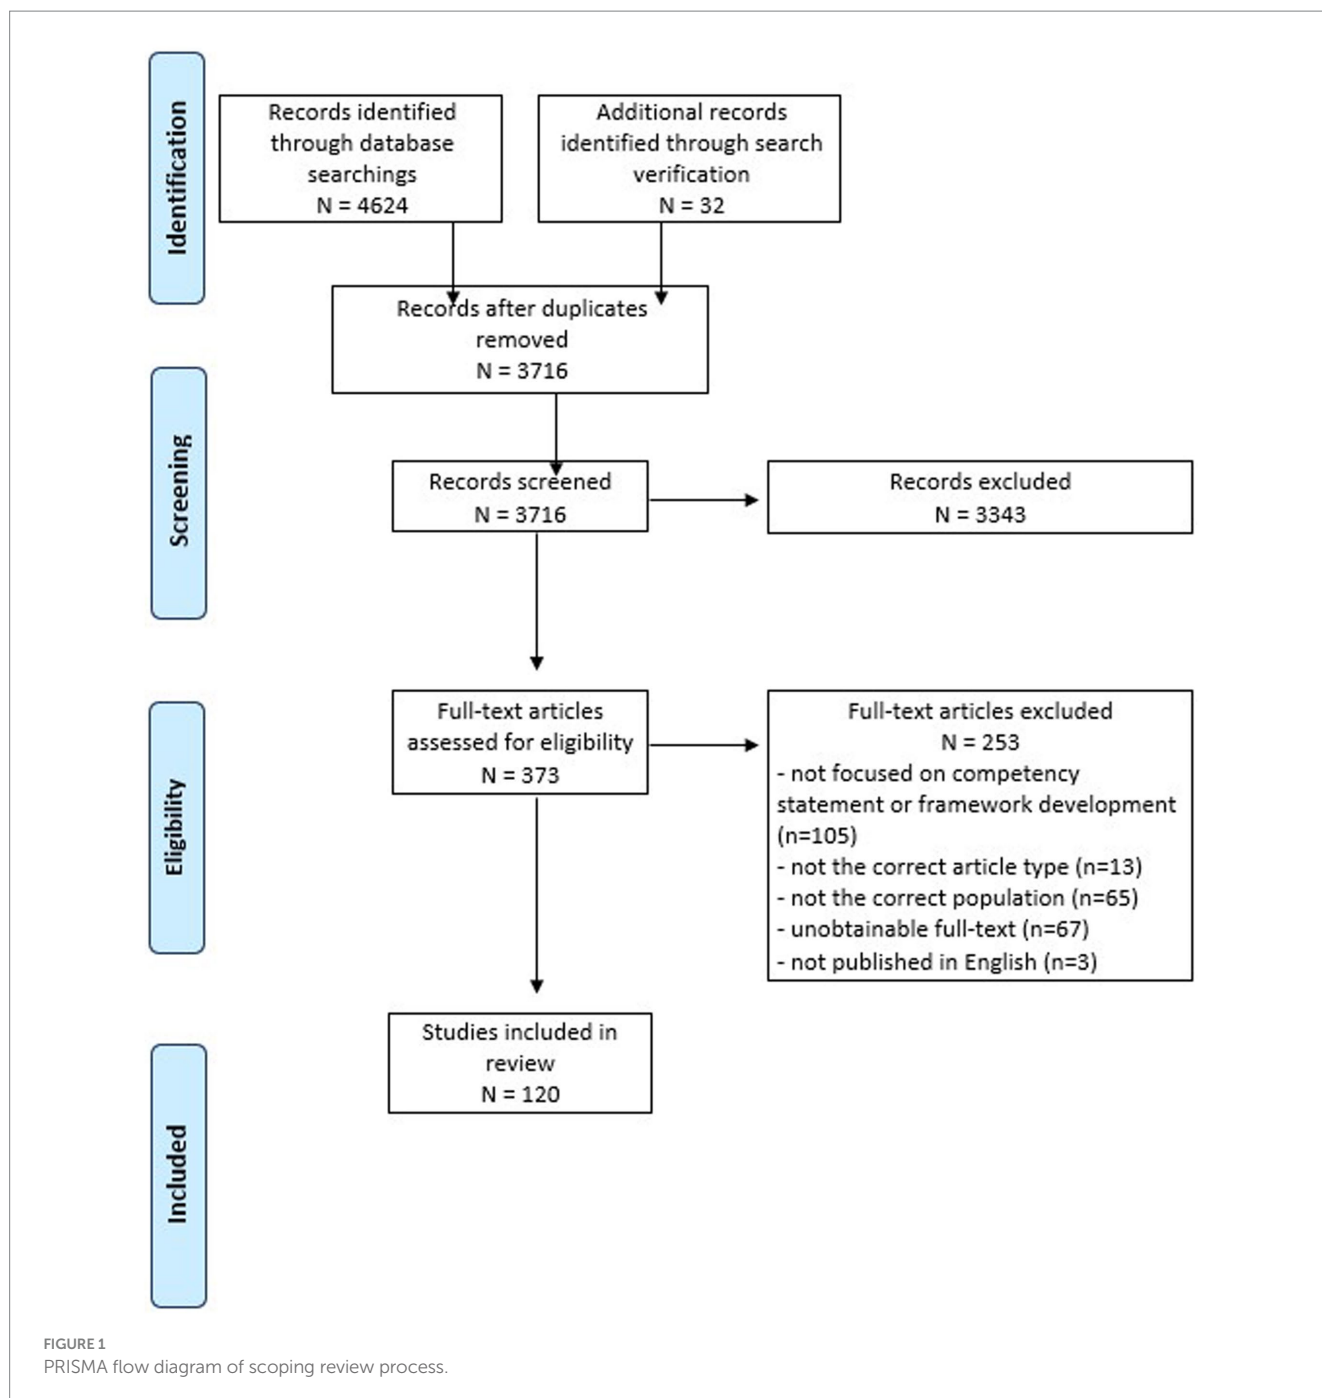 Identification
Records identified
through database
searchings
N = 4624
Additional records
identified through search
verification
N = 32
Records after duplicates
removed
N = 3716
Screening
Records screened
N = 3716
Records excluded
N = 3343
Eligibility
Full-text articles
assessed for eligibility
N = 373
Full-text articles excluded
N = 253
- not focused on competency
statement or framework development
(n=105)
- not the correct article type (n=13)
- not the correct population (n=65)
- unobtainable full-text (n=67)
- not published in English (n=3)
Included
Studies included in
review
N = 120
FIGURE 1
PRISMA flow diagram of scoping review process.